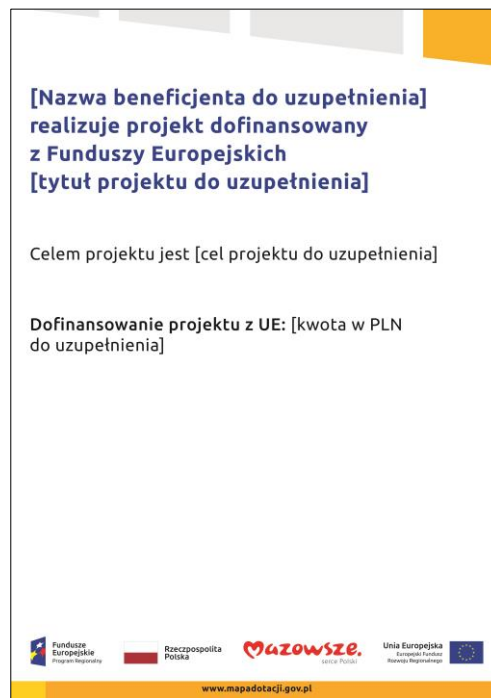 [Nazwa beneficjenta do uzupełnienia]
realizuje projekt dofinansowany
z Funduszy Europejskich
[tytuł projektu do uzupełnienia]
Celem projektu jest [cel projektu do uzupełnienia]
Dofinansowanie projektu z UE: [kwota w PLN
do uzupełnienia]
Fundusze
Europejskie
Program Regionalny
Rzeczpospolita
Polska
Mazowsze.
serce Polski
Unia Europejska
Europejski Fundusz
Rozwoju Regionalnego
www.mapadotacji.gov.pl